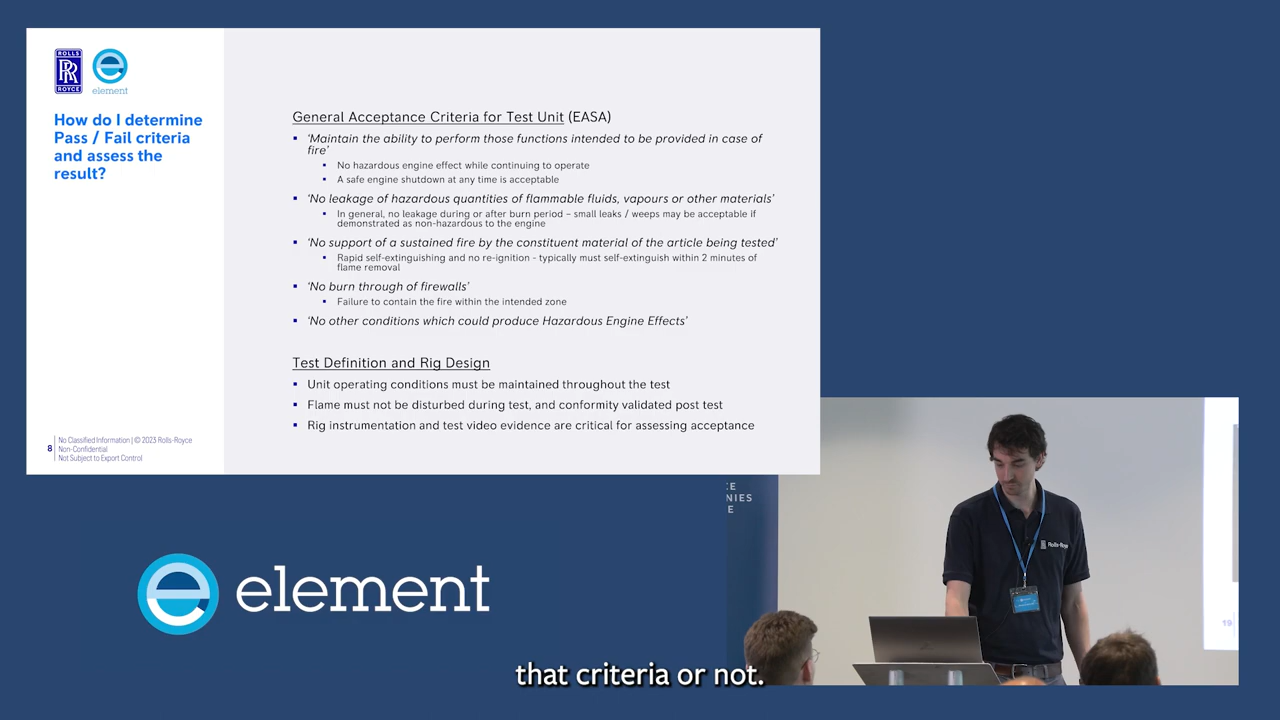 ROLLS
RR
ROYCE
e
element
How do I determine
Pass / Fail criteria
and assess the
result?
General Acceptance Criteria for Test Unit (EASA)
▪ ‘Maintain the ability to perform those functions intended to be provided in case of
fire’
▪ No hazardous engine effect while continuing to operate
▪ A safe engine shutdown at any time is acceptable
▪ ‘No leakage of hazardous quantities of flammable fluids, vapours or other materials’
▪ In general, no leakage during or after burn period – small leaks / weeps may be acceptable if
demonstrated as non-hazardous to the engine
▪ ‘No support of a sustained fire by the constituent material of the article being tested’
▪ Rapid self-extinguishing and no re-ignition - typically must self-extinguish within 2 minutes of
flame removal
▪ ‘No burn through of firewalls’
▪ Failure to contain the fire within the intended zone
▪ ‘No other conditions which could produce Hazardous Engine Effects’
Test Definition and Rig Design
▪ Unit operating conditions must be maintained throughout the test
▪ Flame must not be disturbed during test, and conformity validated post test
▪ Rig instrumentation and test video evidence are critical for assessing acceptance
8
No Classified Information | © 2023 Rolls-Royce
Non-Confidential
Not Subject to Export Control
NIES
E
Rolls-Roy
19
e element
that criteria or not.